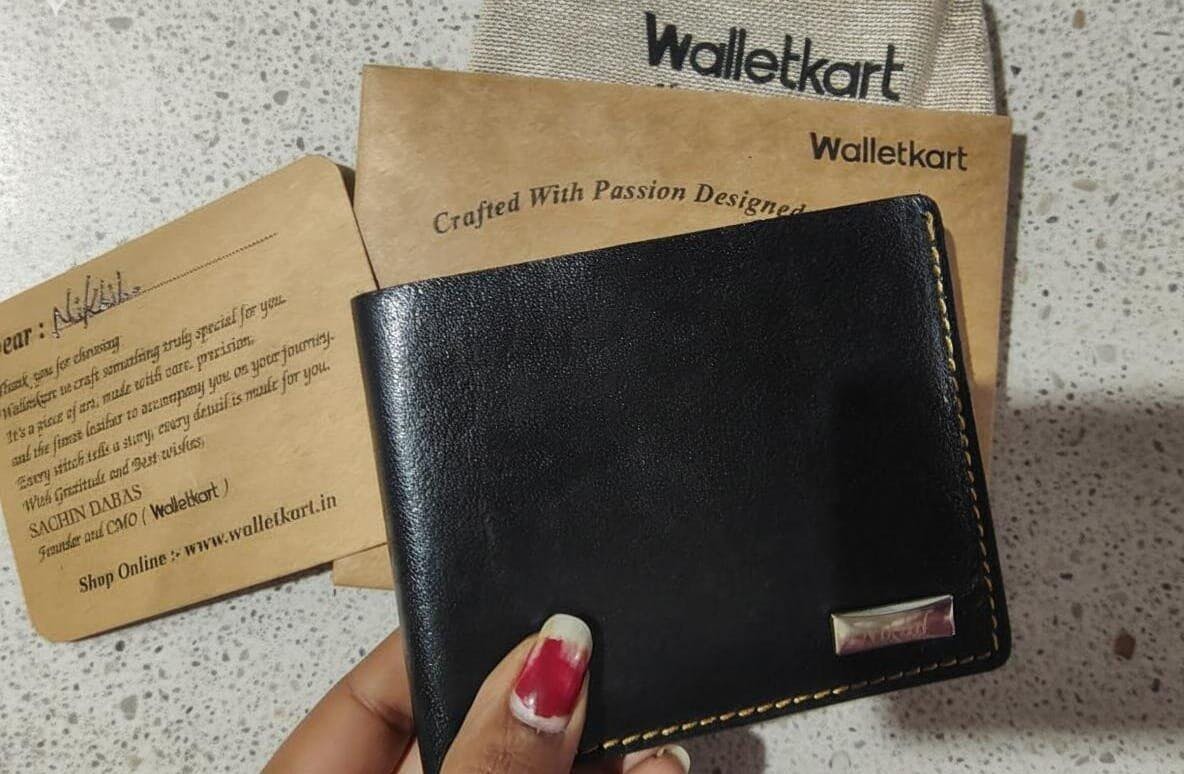 Walletkart
Walletkart
Crafted With Passion Designed
ear :
Thank you for choosing
Walletkart we craft something truly special for you.
It's a piece of art, made with care, precision,
and the finest leather to accompany you on your journey.
Every stitch tells a story, every detail is made for you.
With Gratitude and Best wishes,
SACHIN DABAS
Founder and CMO ( Walletkart )
Shop Online :- www.walletkart.in